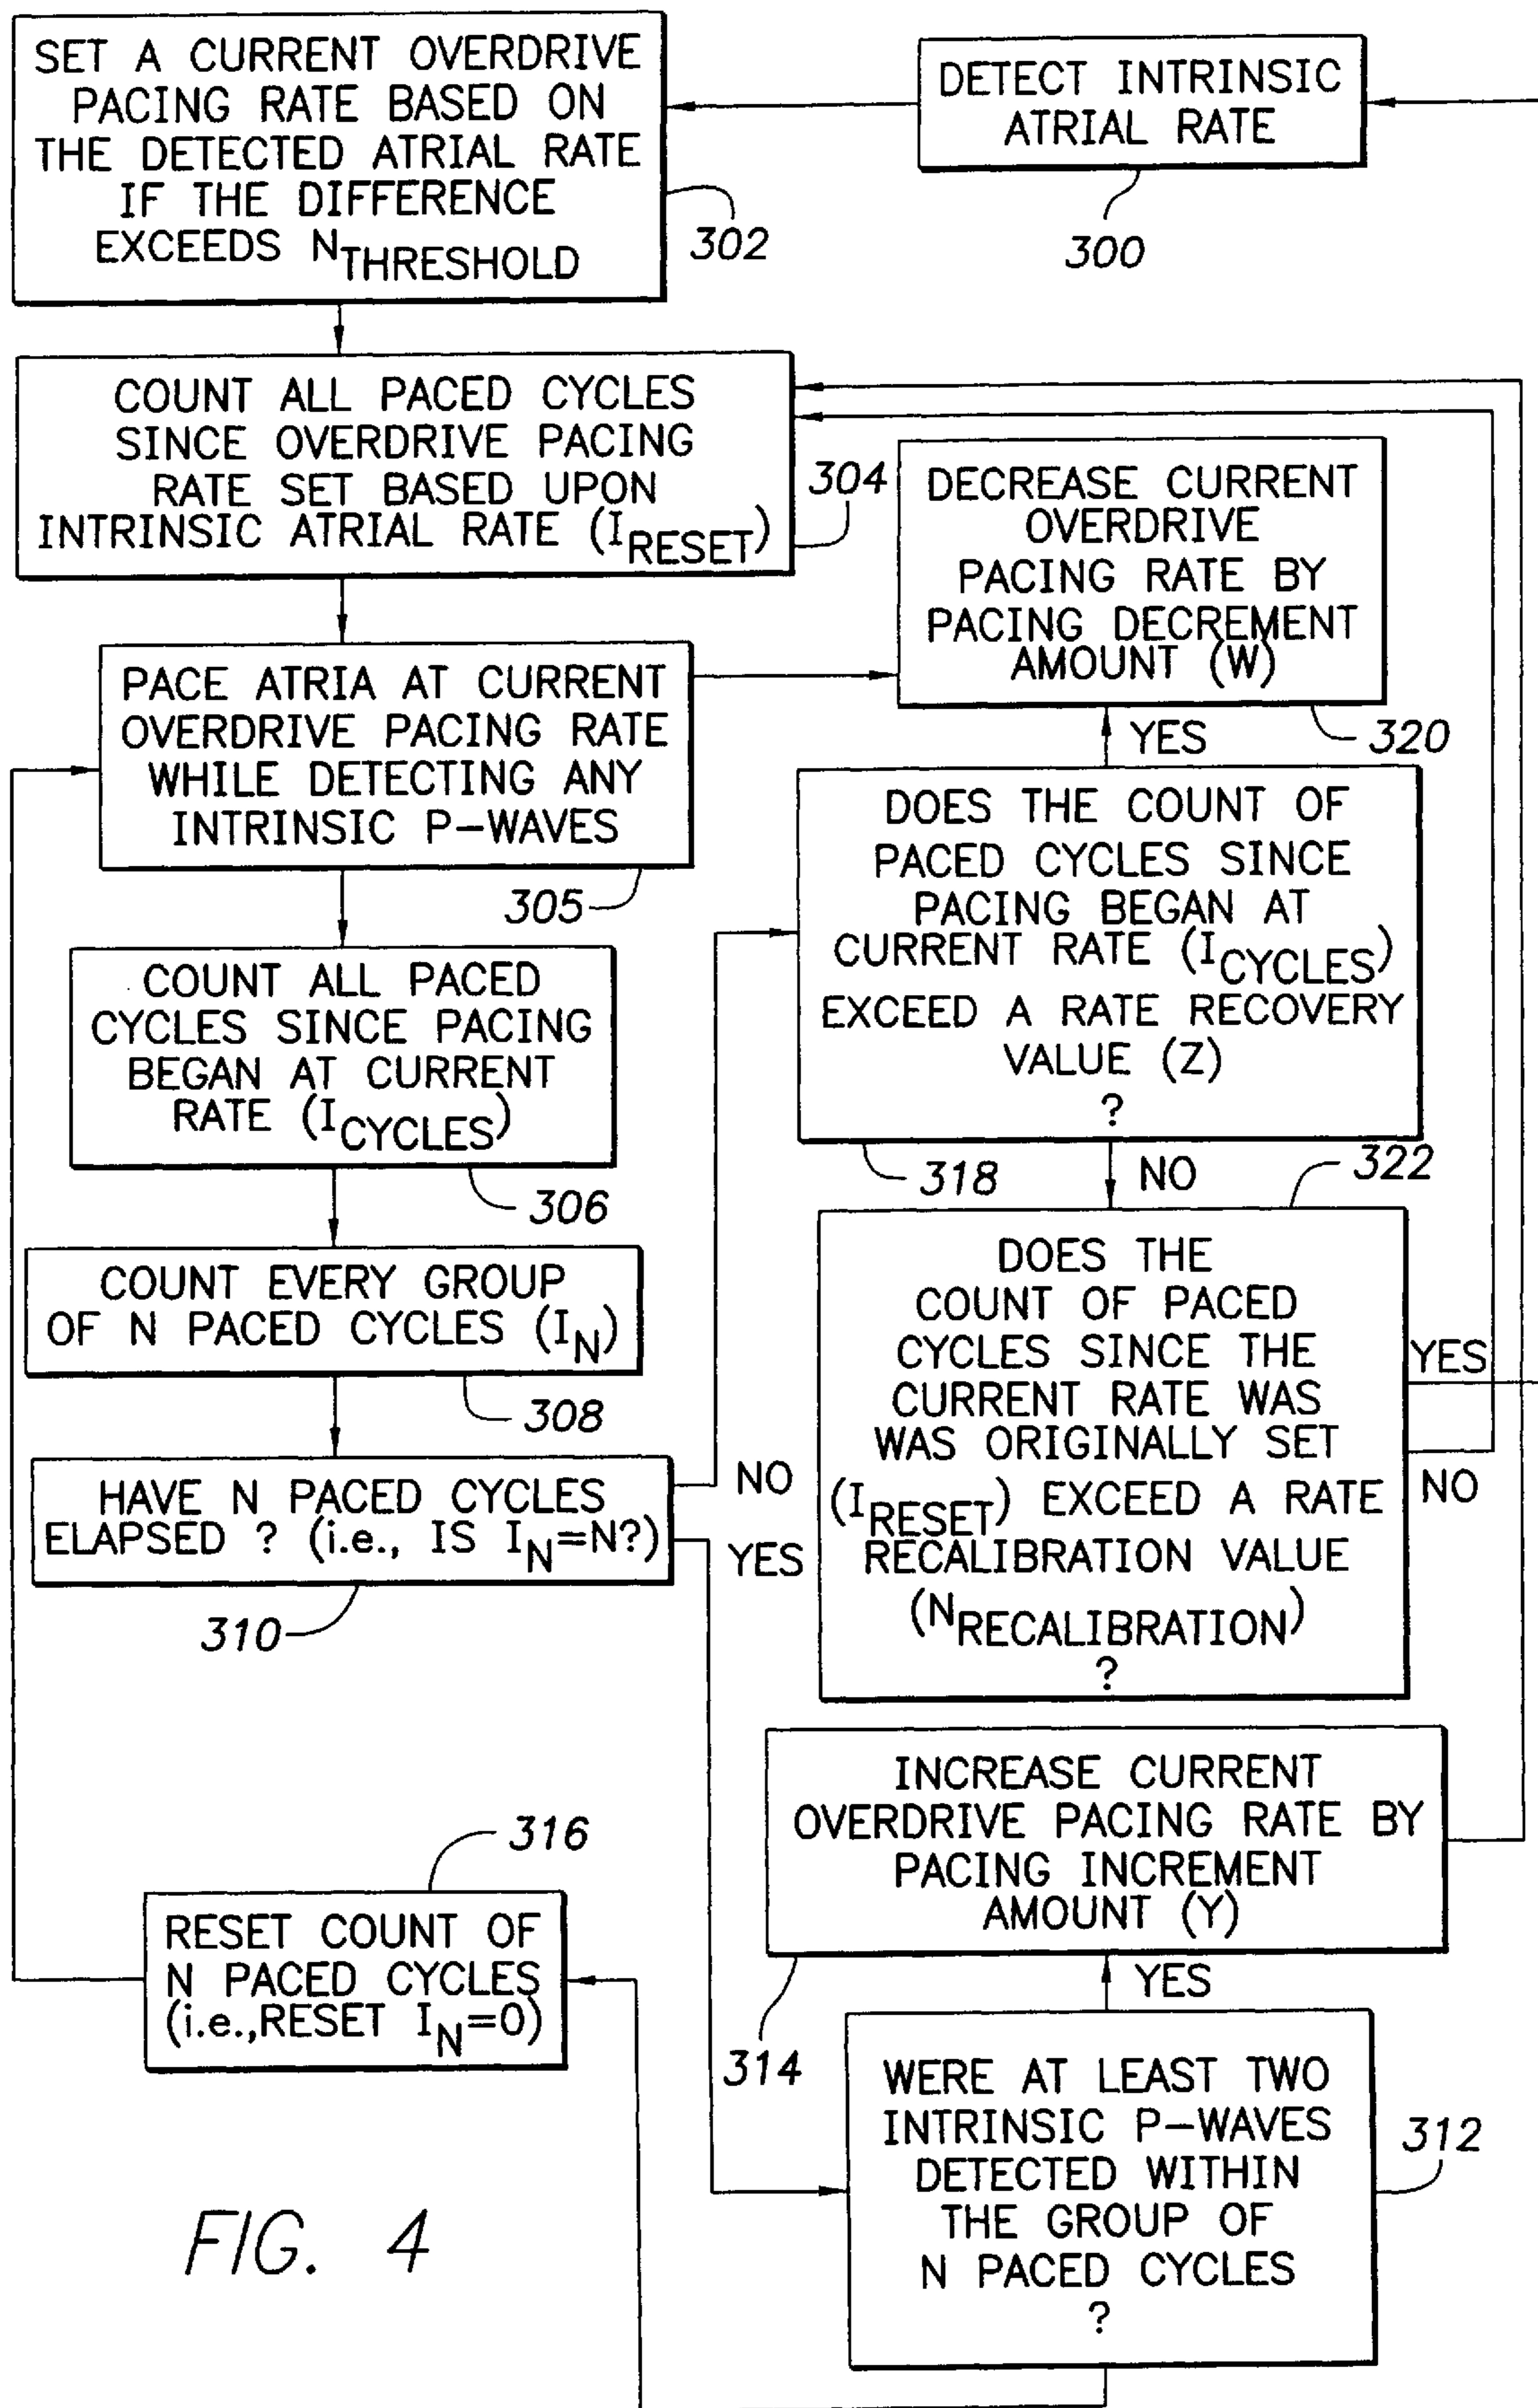 SET A CURRENT OVERDRIVE
PACING RATE BASED ON
THE DETECTED ATRIAL RATE
IF THE DIFFERENCE
EXCEEDS NTHRESHOLD
302
DETECT INTRINSIC
ATRIAL RATE
300
COUNT ALL PACED CYCLES
SINCE OVERDRIVE PACING
RATE SET BASED UPON
INTRINSIC ATRIAL RATE (IRESET)
304
DECREASE CURRENT
OVERDRIVE
PACING RATE BY
PACING DECREMENT
AMOUNT (W)
320
PACE ATRIA AT CURRENT
OVERDRIVE PACING RATE
WHILE DETECTING ANY
INTRINSIC P-WAVES
305
YES
DOES THE COUNT OF
PACED CYCLES SINCE
PACING BEGAN AT
CURRENT RATE (ICYCLES)
EXCEED A RATE RECOVERY
VALUE (Z)
?
318
NO
COUNT ALL PACED
CYCLES SINCE PACING
BEGAN AT CURRENT
RATE (ICYCLES)
306
322
DOES THE
COUNT OF PACED
CYCLES SINCE THE
CURRENT RATE WAS
WAS ORIGINALLY SET
(IRESET) EXCEED A RATE
RECALIBRATION VALUE
(NRECALIBRATION)
?
YES
NO
COUNT EVERY GROUP
OF N PACED CYCLES (IN)
308
HAVE N PACED CYCLES
ELAPSED ? (i.e., IS IN=N?)
310
NO
YES
INCREASE CURRENT
OVERDRIVE PACING RATE BY
PACING INCREMENT
AMOUNT (Y)
314
YES
316
RESET COUNT OF
N PACED CYCLES
(i.e.,RESET IN=0)
WERE AT LEAST TWO
INTRINSIC P-WAVES
DETECTED WITHIN
THE GROUP OF
N PACED CYCLES
?
312
FIG. 4